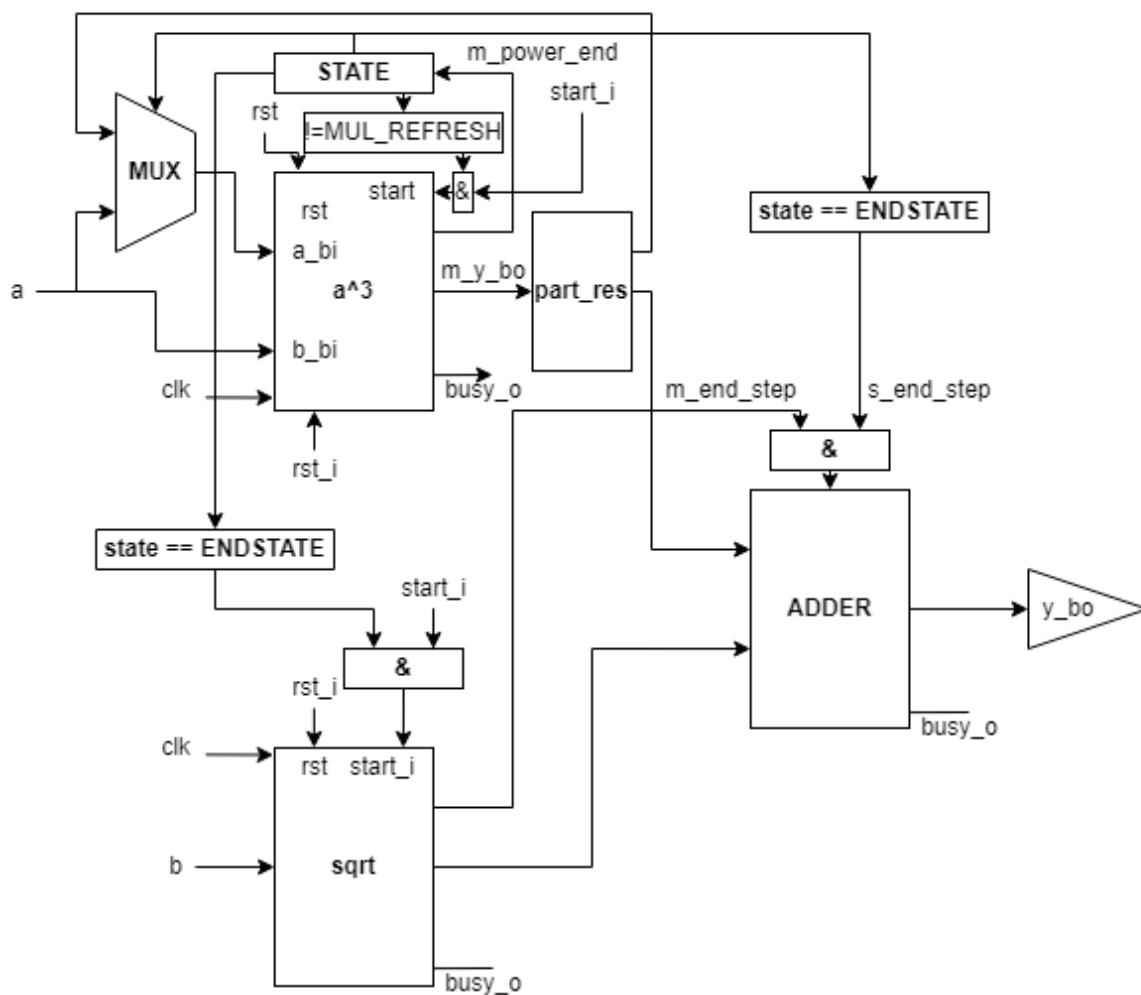 m_power_end
STATE
start_i
rst
!=MUL_REFRESH
MUX
start
&
rst
state == ENDSTATE
a_bi
m_y_bo
a
a^3
part_res
b_bi
clk
busy_o
m_end_step
s_end_step
&
rst_i
state == ENDSTATE
start_i
ADDER
y_bo
&
rst_i
busy_o
clk
rst
start_i
b
sqrt
busy_o